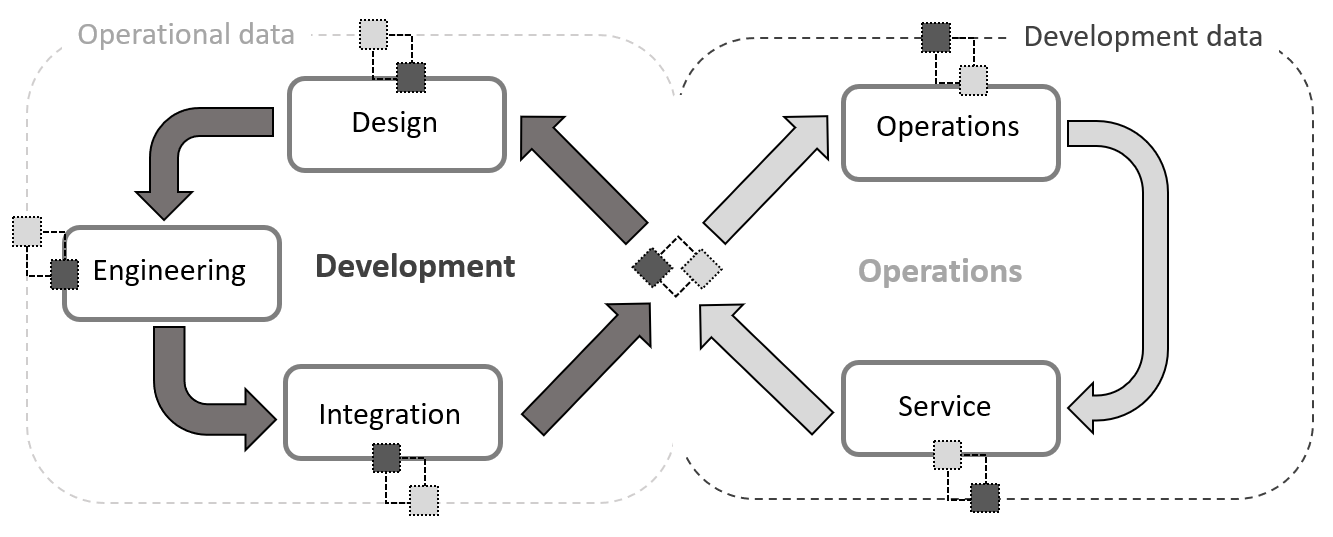 Operational data
Development data
Design
Operations
Engineering
Development
Operations
Integration
Service